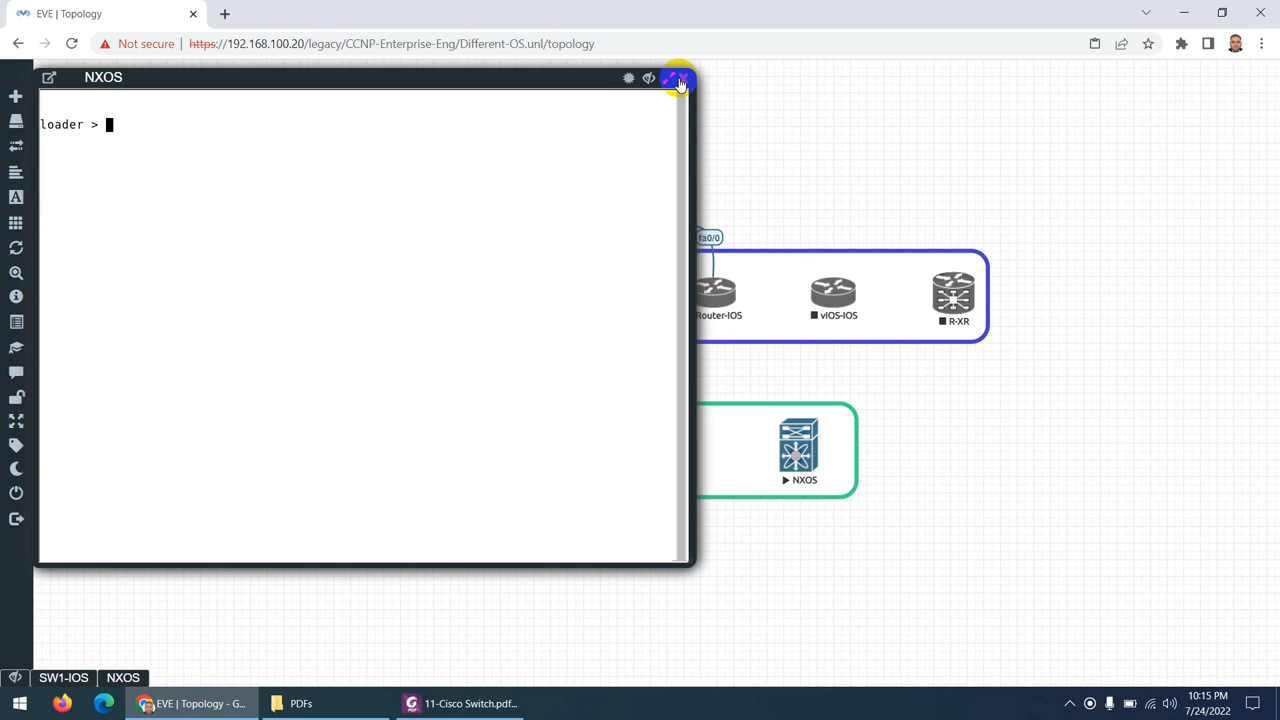 EVE | Topology
Not secure
https://192.168.100.20/legacy/CCNP-Enterprise-Eng/Different-OS.unl/topology
NXOS
loader >
fa0/0
Router-IOS
vIOS-IOS
R-XR
NXOS
SW1-IOS
NXOS
EVE | Topology - G...
PDFs
11-Cisco Switch.pdf...
10:15 PM
7/24/2022